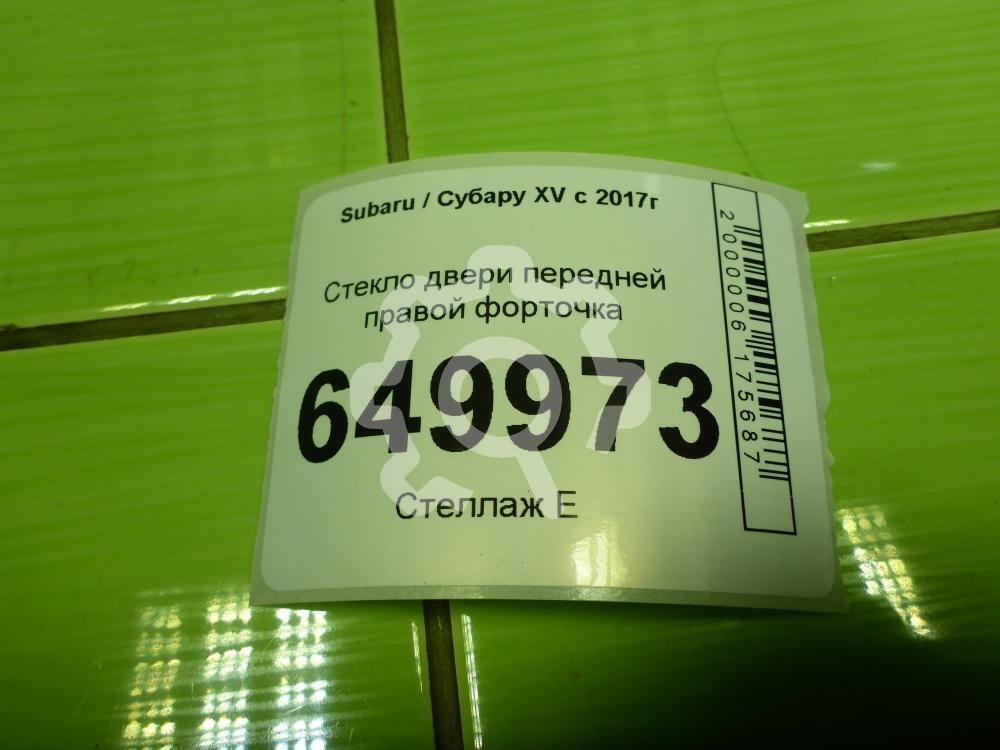 Subaru / Субару XV с 2017г
Стекло двери передней
правой форточка
649973
Стеллаж Е
2000006175687